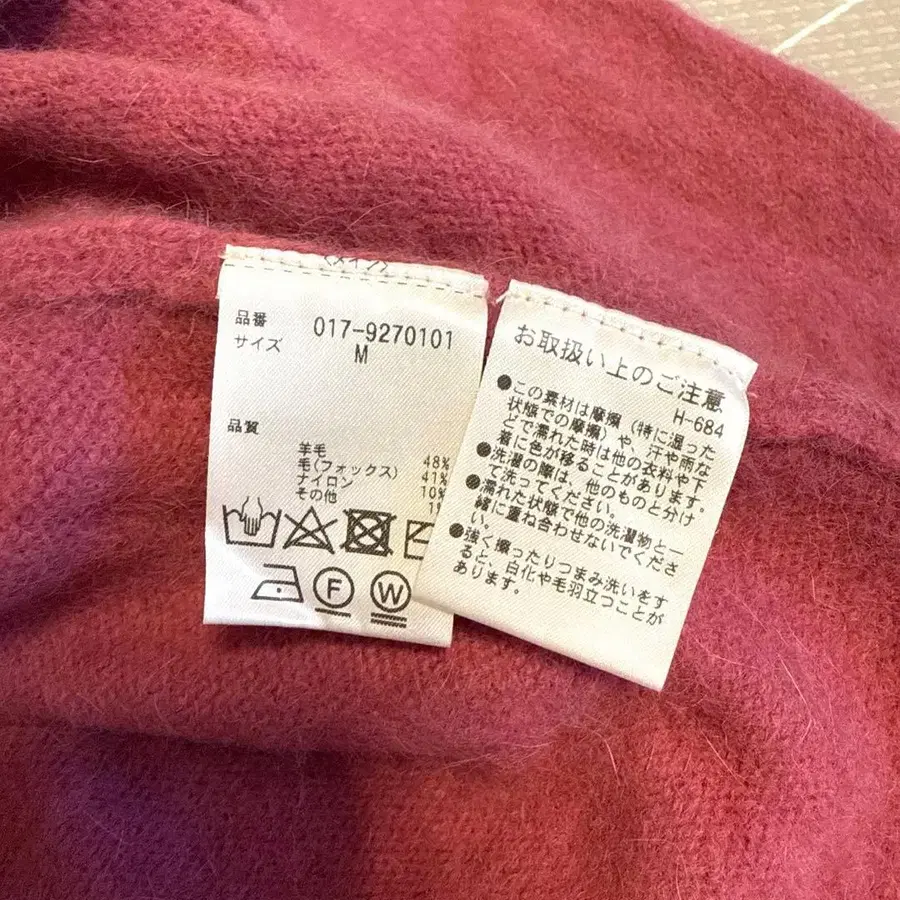 〈メイン〉
品番 017-9270101
サイズ M
品質
羊毛 48%
毛(フォックス) 41%
ナイロン 10%
その他 1%
F
W
お取扱い上のご注意
H-684
●この素材は摩擦(特に湿った
状態での摩擦)や、汗や雨な
どで濡れた時は他の衣料や下
着に色が移ることがあります。
●洗濯の際は、他のものと分け
て洗ってください。
●濡れた状態で他の洗濯物と一
緒に重ね合わせないでくださ
い。
●強く擦ったりつまみ洗いをす
ると、白化や毛羽立つことが
あります。